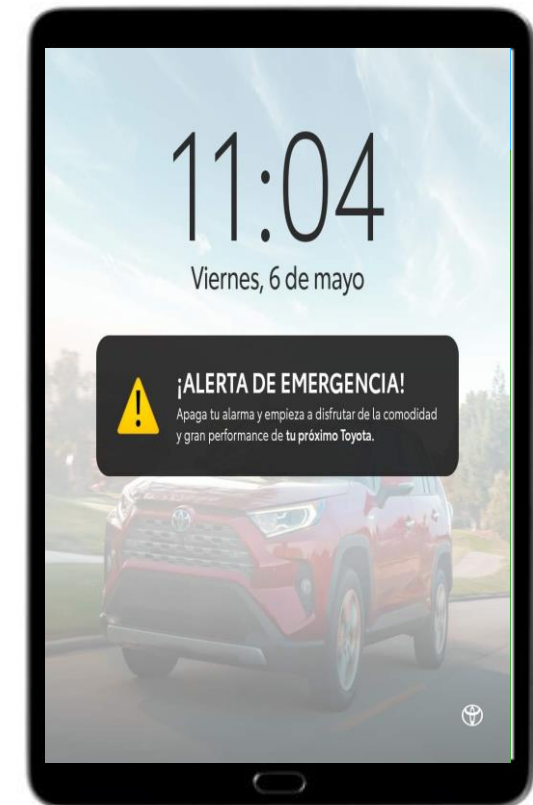 11:04
Viernes, 6 de mayo
¡ALERTA DE EMERGENCIA!
Apaga tu alarma y empieza a disfrutar de la comodidad
y gran performance de tu próximo Toyota.